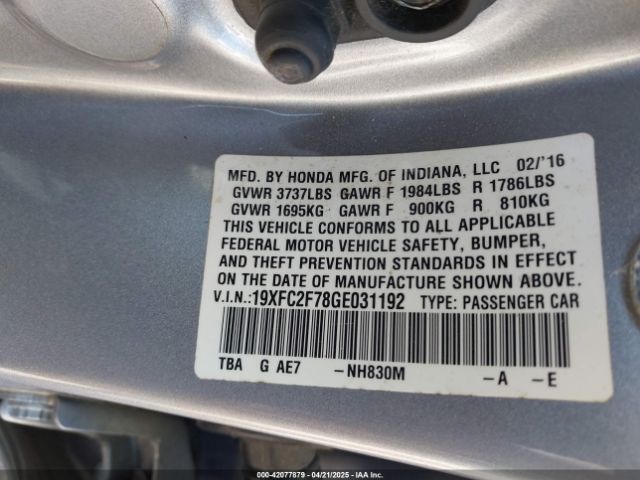 MFD. BY HONDA MFG. OF INDIANA, LLC 02/'16
GVWR 3737LBS GAWR F 1984LBS R 1786LBS
GVWR 1695KG GAWR F 900KG R 810KG
THIS VEHICLE CONFORMS TO ALL APPLICABLE
FEDERAL MOTOR VEHICLE SAFETY, BUMPER,
AND THEFT PREVENTION STANDARDS IN EFFECT
ON THE DATE OF MANUFACTURE SHOWN ABOVE.
V.I.N.:19XFC2F78GE031192 TYPE: PASSENGER CAR
TBA G AE7 -NH830M -A -E
000-42077879 04/21/2025 IAAI.COM